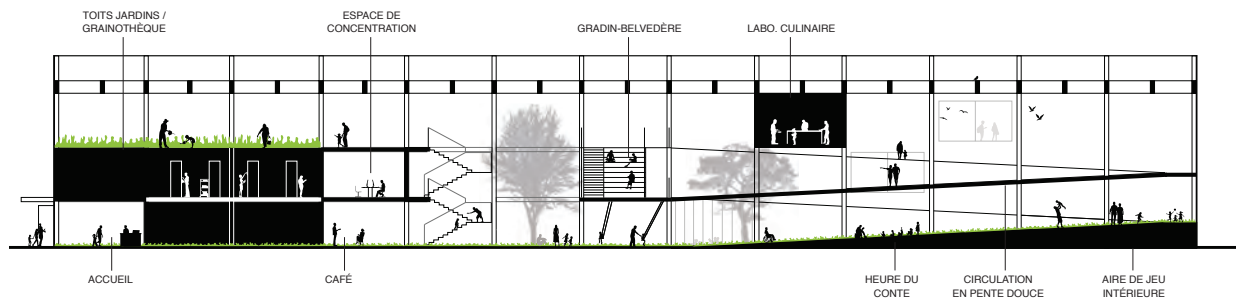 TOITS JARDINS /
GRAINOTHÈQUE
ESPACE DE
CONCENTRATION
GRADIN-BELVEDÈRE
LABO. CULINAIRE
ACCUEIL
CAFÉ
HEURE DU
CONTE
CIRCULATION
EN PENTE DOUCE
AIRE DE JEU
INTÉRIEURE